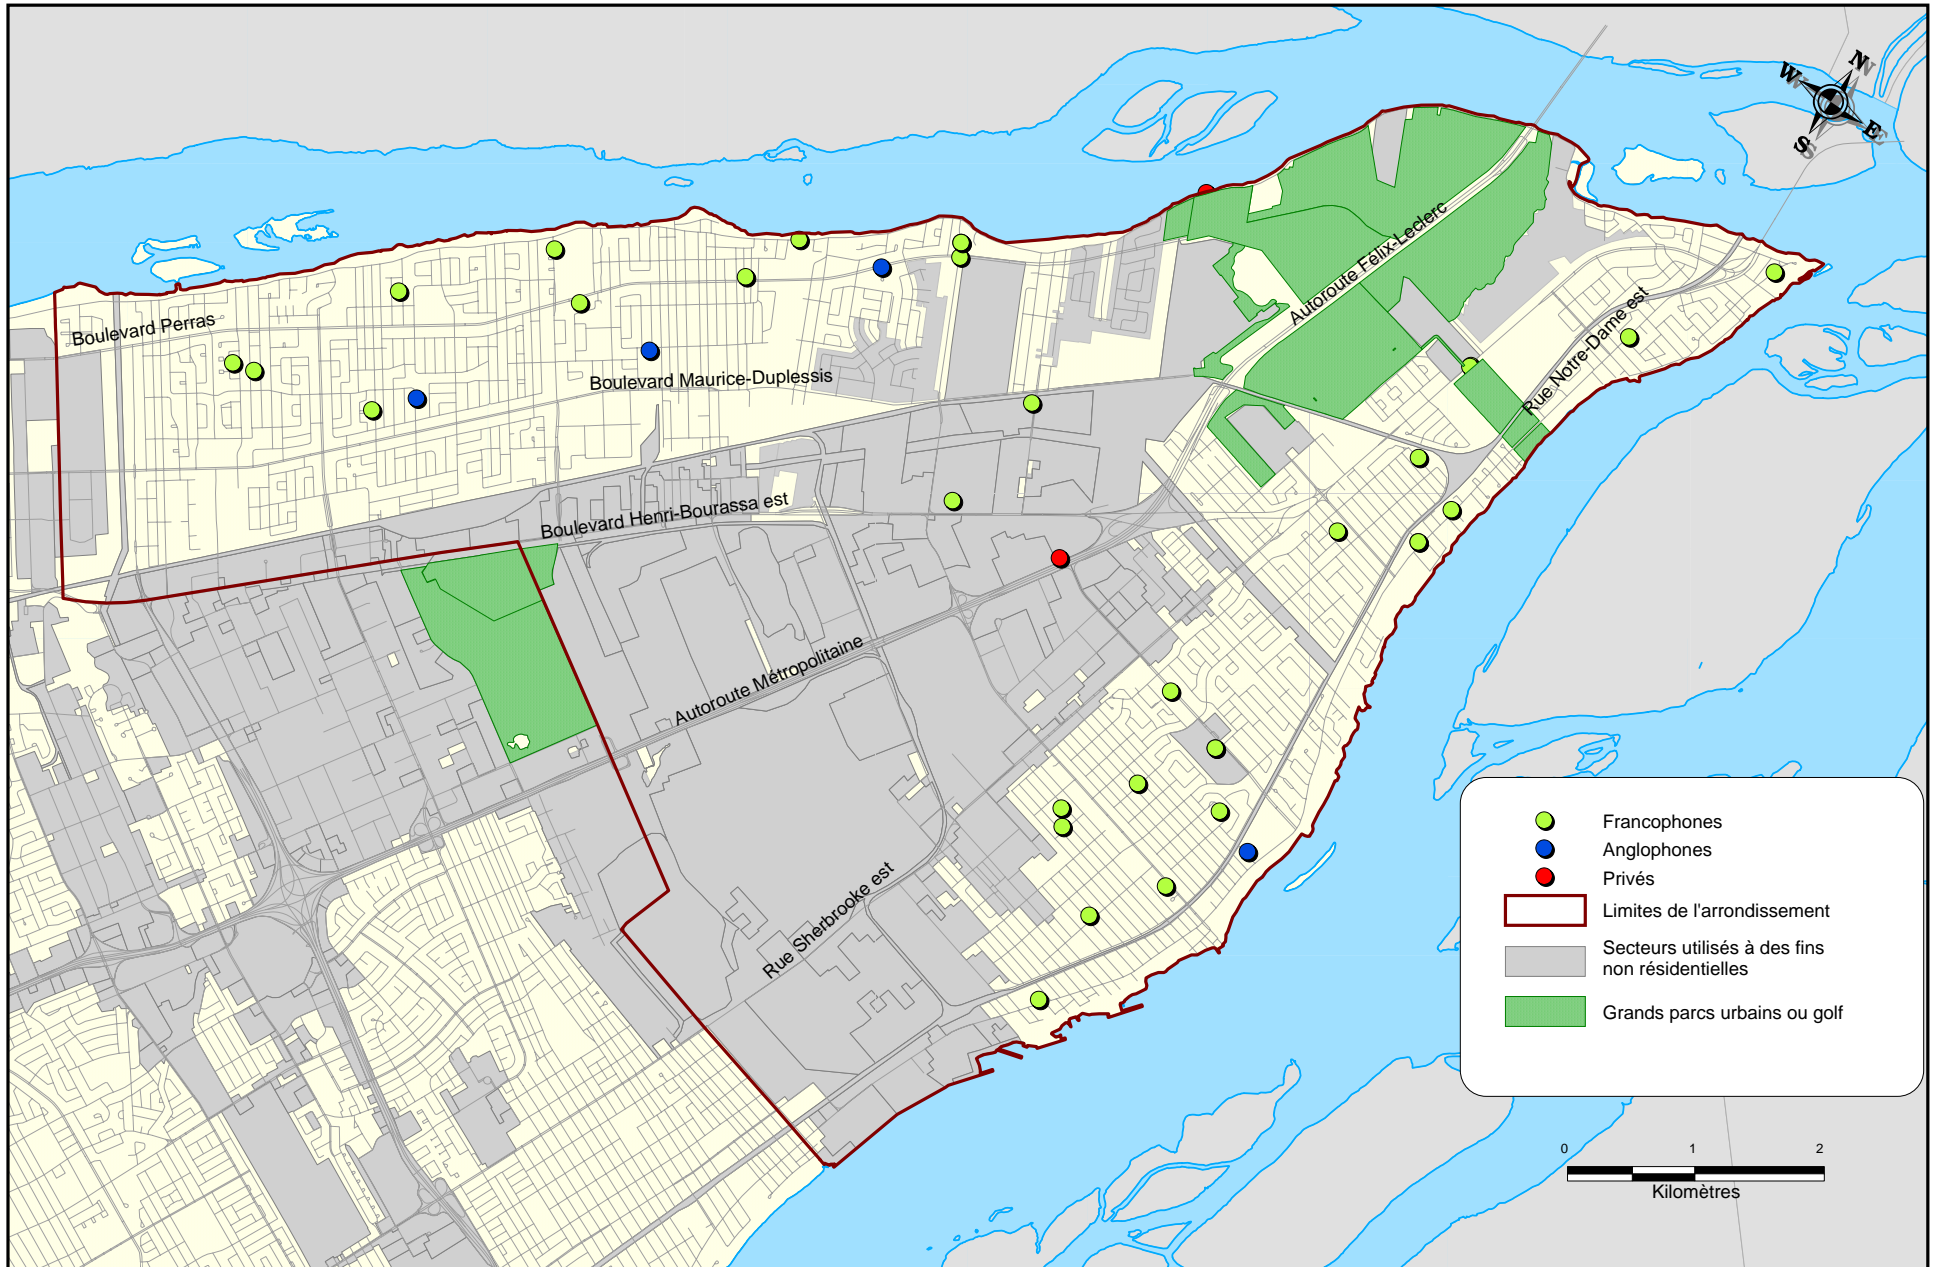 N
W
E
S
Autoroute Félix-Leclerc
Rue Notre-Dame est
Boulevard Perras
Boulevard Maurice-Duplessis
Boulevard Henri-Bourassa est
Autoroute Métropolitaine
Rue Sherbrooke est
Francophones
Anglophones
Privés
Limites de l'arrondissement
Secteurs utilisés à des fins
non résidentielles
Grands parcs urbains ou golf
0 1 2
Kilomètres